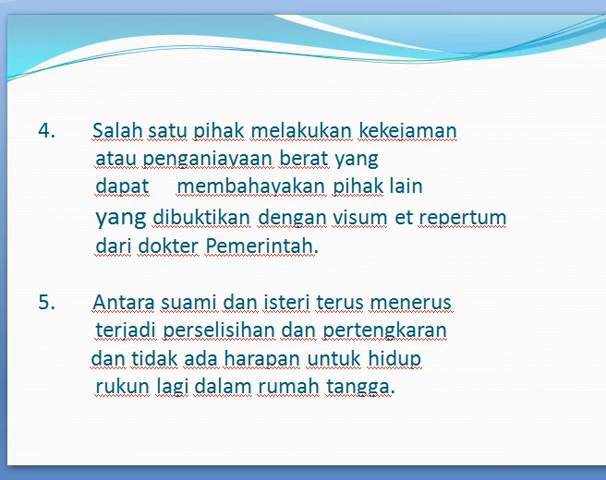 4. Salah satu pihak melakukan kekejaman
atau penganiayaan berat yang
dapat membahayakan pihak lain
yang dibuktikan dengan visum et repertum
dari dokter Pemerintah.
5. Antara suami dan isteri terus menerus
terjadi perselisihan dan pertengkaran
dan tidak ada harapan untuk hidup
rukun lagi dalam rumah tangga.